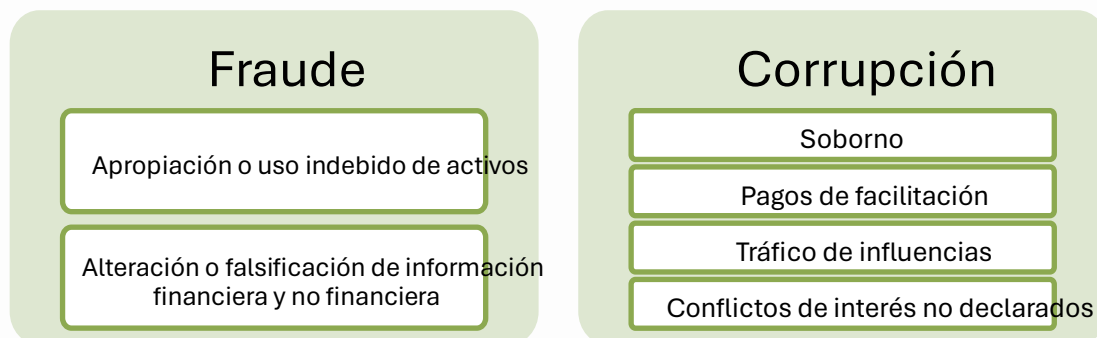 Fraude
Apropiación o uso indebido de activos
Alteración o falsificación de información
financiera y no financiera
Corrupción
Soborno
Pagos de facilitación
Tráfico de influencias
Conflictos de interés no declarados